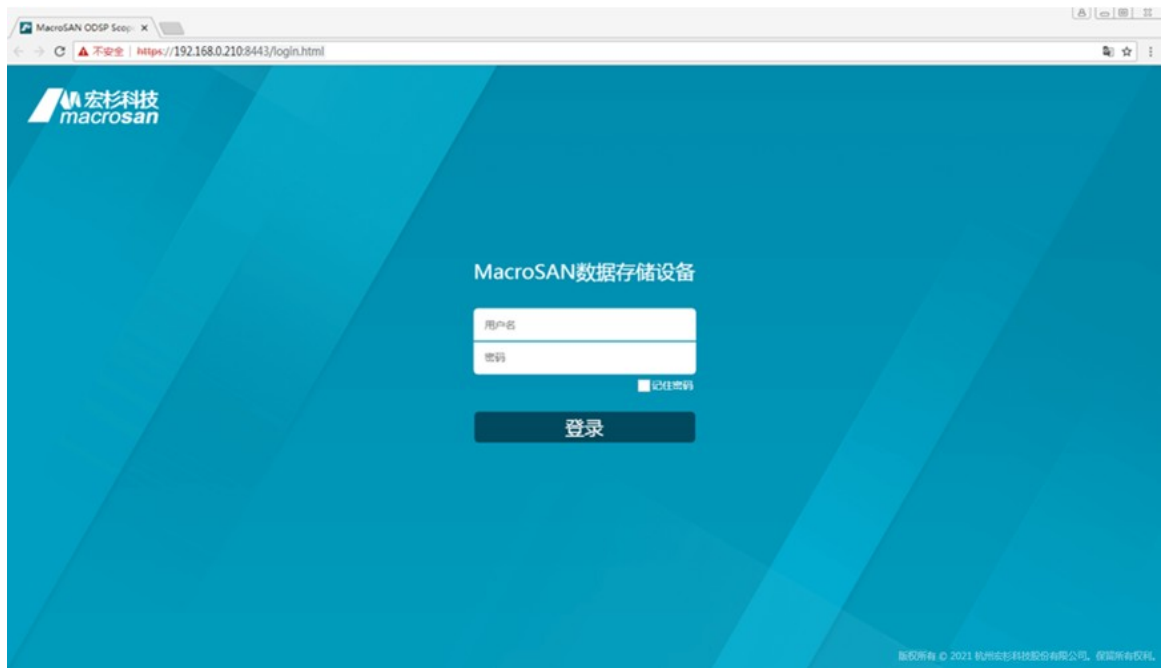 MacroSAN ODSP Scop
不安全 | https://192.168.0.210:8443/login.html
宏杉科技
macrosan
MacroSAN数据存储设备
用户名
密码
记住密码
登录
版权所有 © 2021 杭州宏杉科技股份有限公司。保留所有权利。